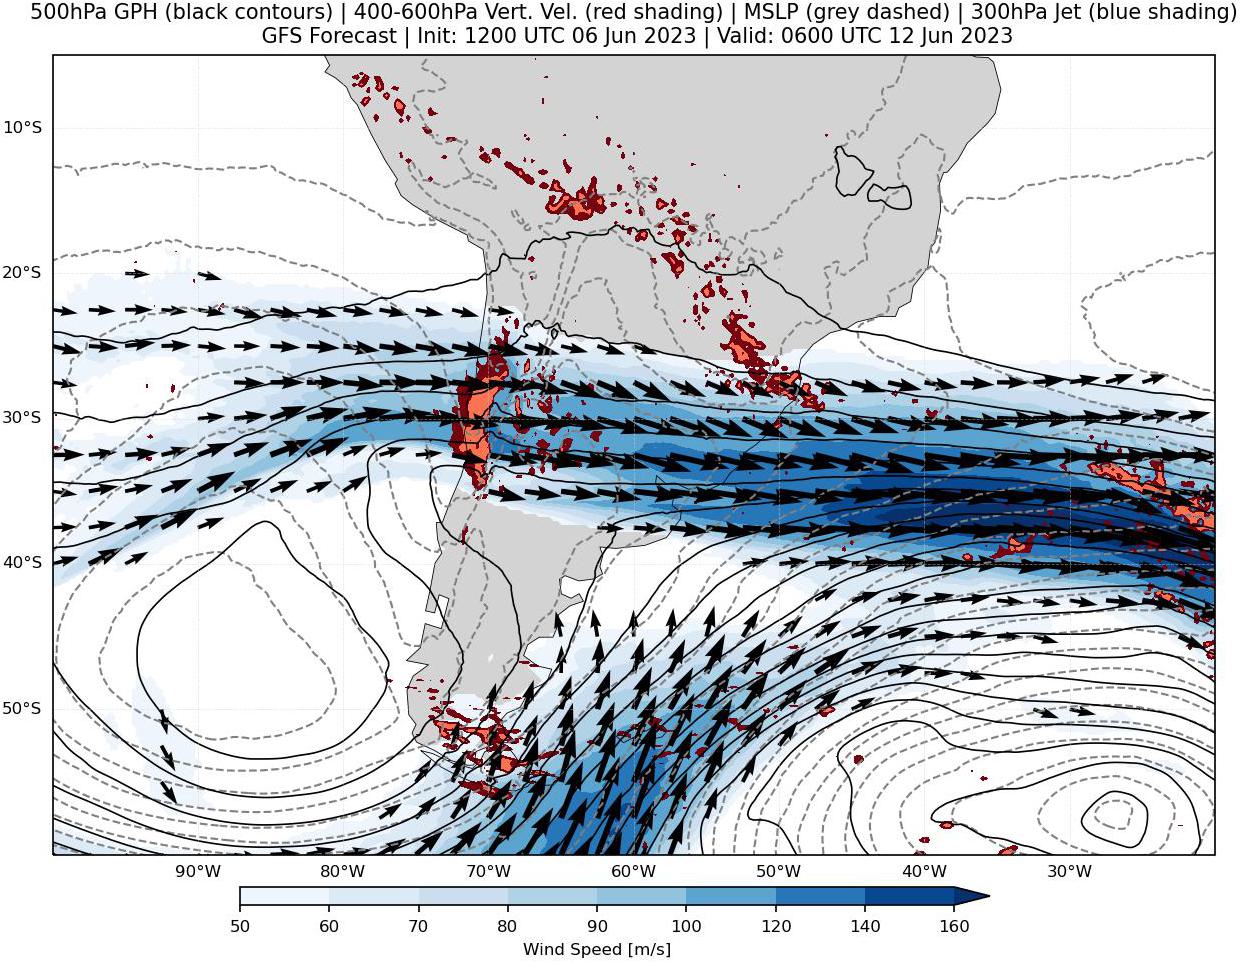 500hPa GPH (black contours) | 400-600hPa Vert. Vel. (red shading) | MSLP (grey dashed) | 300hPa Jet (blue shading)
GFS Forecast | Init: 1200 UTC 06 Jun 2023 | Valid: 0600 UTC 12 Jun 2023
10°S
20°S
30°S
40°S
50°S
90°W 80°W 70°W 60°W 50°W 40°W 30°W
50 60 70 80 90 100 120 140 160
Wind Speed [m/s]